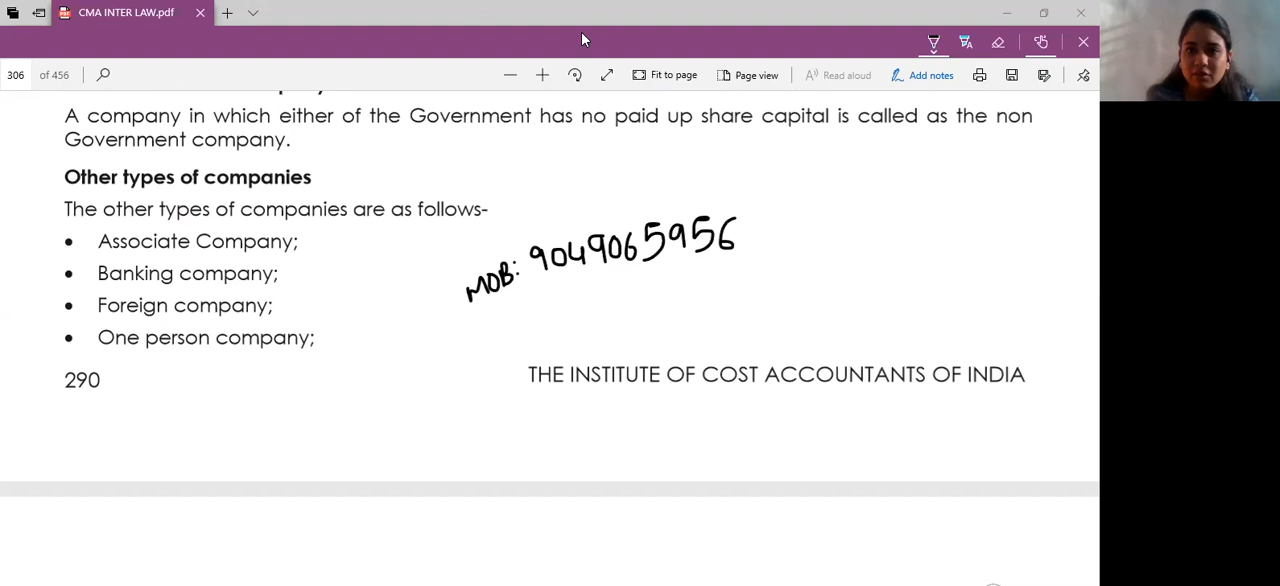 CMA INTER LAW.pdf
306 of 456
Fit to page
Page view
Read aloud
Add notes
A company in which either of the Government has no paid up share capital is called as the non
Government company.
Other types of companies
The other types of companies are as follows-
• Associate Company;
• Banking company;
• Foreign company;
• One person company;
MOB: 9049065956
290
THE INSTITUTE OF COST ACCOUNTANTS OF INDIA